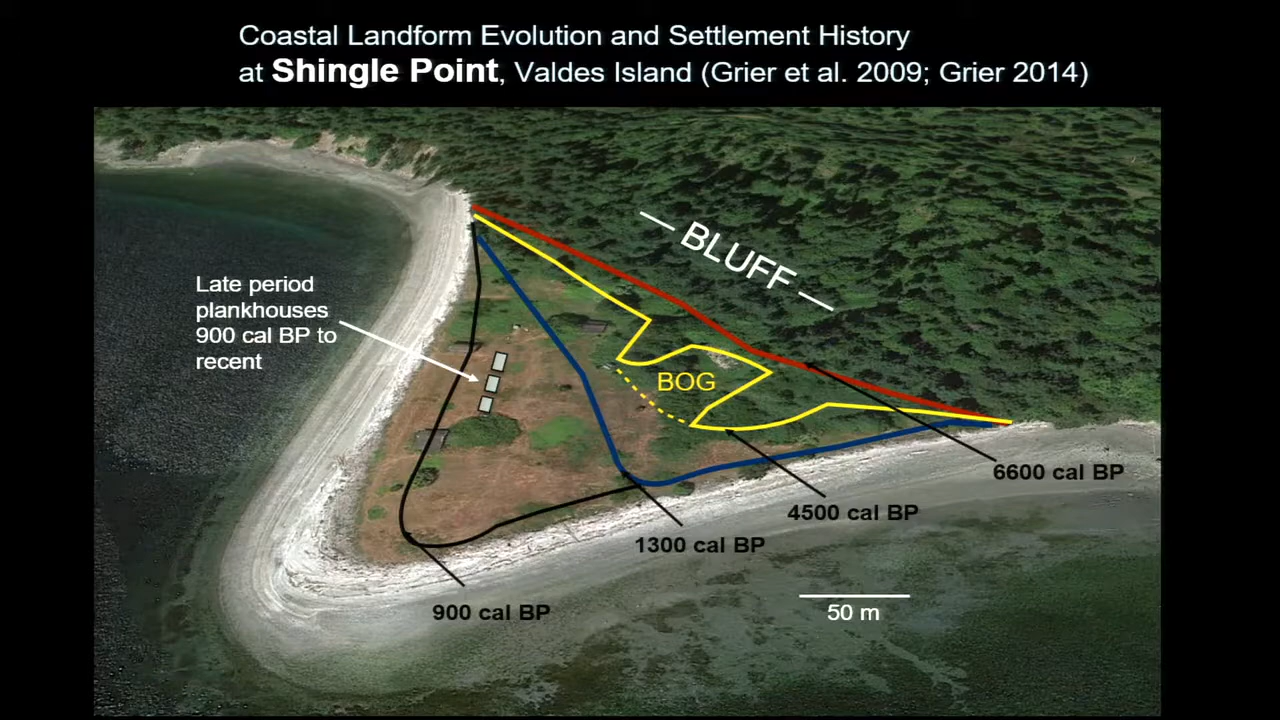 Coastal Landform Evolution and Settlement History
at Shingle Point, Valdes Island (Grier et al. 2009; Grier 2014)
BLUFF
Late period
plankhouses
900 cal BP to
recent
BOG
6600 cal BP
4500 cal BP
1300 cal BP
900 cal BP
50 m